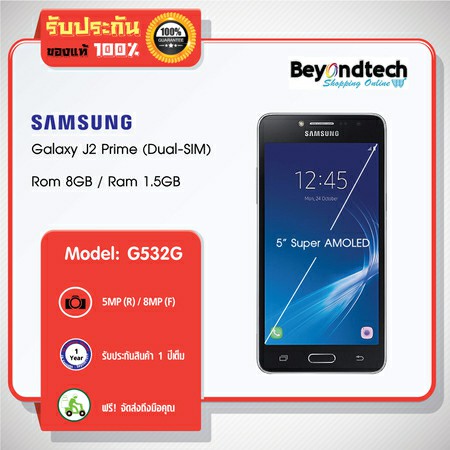 รับประกัน
ของแท้ 100%
100%
GUARANTEE
Beyondtech
Shopping Online
SAMSUNG
Galaxy J2 Prime (Dual-SIM)
Rom 8GB / Ram 1.5GB
SAMSUNG
12:45
Mon, 24 October
5" Super AMOLED
Model: G532G
5MP (R) / 8MP (F)
1
Year
รับประกันสินค้า 1 ปีเต็ม
ฟรี! จัดส่งถึงมือคุณ